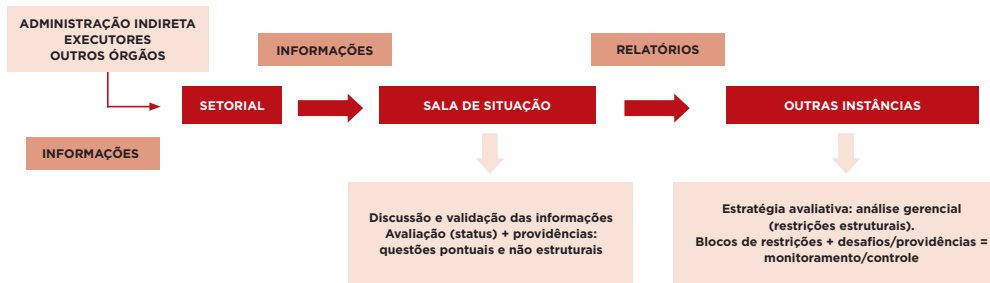 ADMINISTRAÇÃO INDIRETA
EXECUTORES
OUTROS ÓRGÃOS
INFORMAÇÕES
RELATÓRIOS
SETORIAL
SALA DE SITUAÇÃO
OUTRAS INSTÂNCIAS
INFORMAÇÕES
Discussão e validação das informações
Avaliação (status) + providências:
questões pontuais e não estruturais
Estratégia avaliativa: análise gerencial
(restrições estruturais).
Blocos de restrições + desafios/providências =
monitoramento/controle